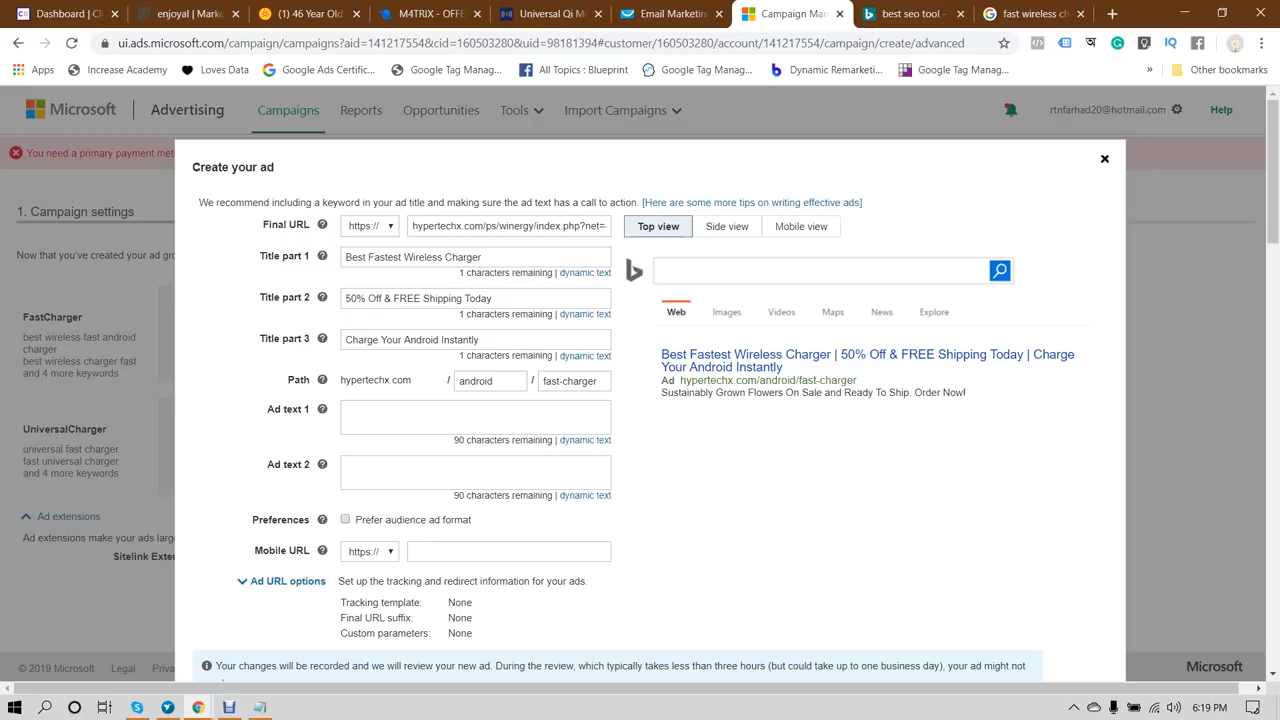 Dashboard
enjoyal | Ma
(1) 46 Your Old
M4TRIX - OFFE
Universal Qi M
Email Marketin
Campaign Man
best seo tool -
fast wireless ch
ui.ads.microsoft.com/campaign/campaigns?aid=141217554&cid=160503280&uid=98181394#customer/160503280/account/141217554/campaign/create/advanced
Apps
Increase Academy
Loves Data
Google Ads Certific...
Google Tag Manag...
All Topics : Blueprint
Google Tag Manag...
Dynamic Remarketi...
Google Tag Manag...
»
Other bookmarks
Microsoft
Advertising
Campaigns
Reports
Opportunities
Tools
Import Campaigns
rtnfarhad20@hotmail.com
Help
You need a primary payment met
1. Campaign settings
Now that you've created your ad gro
FastCharger
best wireless fast android
charger
best wireless charger fast
and 4 more keywords
UniversalCharger
universal fast charger
fast universal charger
and 4 more keywords
Ad extensions
Ad extensions make your ads larg
Sitelink Exter
© 2019 Microsoft
Legal
Priva
Microsoft
Create your ad
We recommend including a keyword in your ad title and making sure the ad text has a call to action. [Here are some more tips on writing effective ads]
Final URL
https://
hypertechx.com/ps/winergy/index.php?net=
Top view
Side view
Mobile view
Title part 1
Best Fastest Wireless Charger
1 characters remaining | dynamic text
Title part 2
50% Off & FREE Shipping Today
1 characters remaining | dynamic text
Title part 3
Charge Your Android Instantly
1 characters remaining | dynamic text
Path
hypertechx.com
/
android
/
fast-charger
Ad text 1
90 characters remaining | dynamic text
Ad text 2
90 characters remaining | dynamic text
Preferences
Prefer audience ad format
Mobile URL
https://
Ad URL options
Set up the tracking and redirect information for your ads.
Tracking template: None
Final URL suffix: None
Custom parameters: None
Your changes will be recorded and we will review your new ad. During the review, which typically takes less than three hours (but could take up to one business day), your ad might not
Web
Images
Videos
Maps
News
Explore
Best Fastest Wireless Charger | 50% Off & FREE Shipping Today | Charge
Your Android Instantly
Ad hypertechx.com/android/fast-charger
Sustainably Grown Flowers On Sale and Ready To Ship. Order Now!
6:19 PM